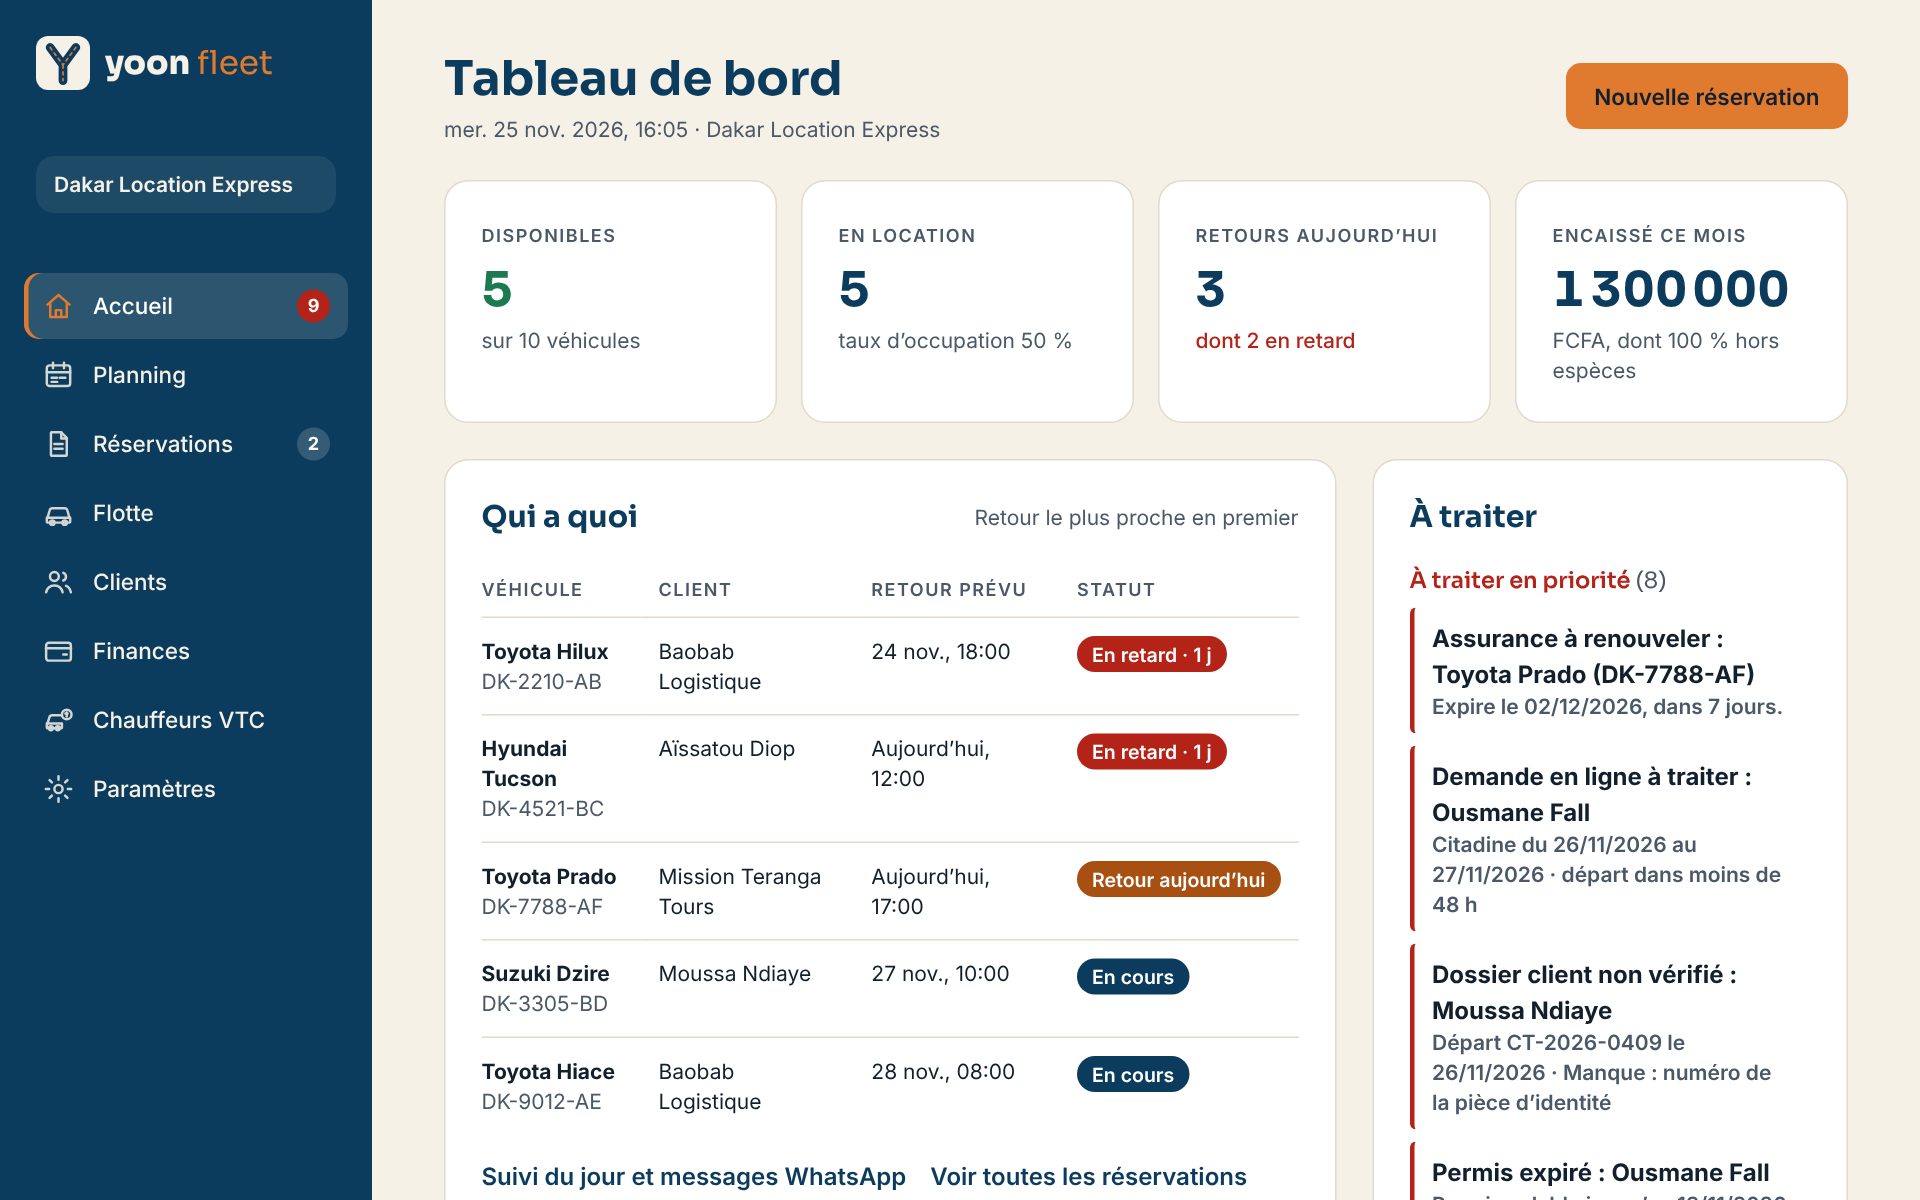 yoon fleet
Dakar Location Express
Accueil 9
Planning
Réservations 2
Flotte
Clients
Finances
Chauffeurs VTC
Paramètres
Tableau de bord
mer. 25 nov. 2026, 16:05 · Dakar Location Express
Nouvelle réservation
DISPONIBLES
5
sur 10 véhicules
EN LOCATION
5
taux d’occupation 50 %
RETOURS AUJOURD’HUI
3
dont 2 en retard
ENCAISSÉ CE MOIS
1 300 000
FCFA, dont 100 % hors
espèces
Qui a quoi
Retour le plus proche en premier
VÉHICULE CLIENT RETOUR PRÉVU STATUT
Toyota Hilux Baobab 24 nov., 18:00 En retard · 1 j
DK-2210-AB Logistique
Hyundai Aïssatou Diop Aujourd’hui, En retard · 1 j
Tucson 12:00
DK-4521-BC
Toyota Prado Mission Teranga Aujourd’hui, Retour aujourd’hui
DK-7788-AF Tours 17:00
Suzuki Dzire Moussa Ndiaye 27 nov., 10:00 En cours
DK-3305-BD
Toyota Hiace Baobab 28 nov., 08:00 En cours
DK-9012-AE Logistique
Suivi du jour et messages WhatsApp Voir toutes les réservations
À traiter
À traiter en priorité (8)
Assurance à renouveler :
Toyota Prado (DK-7788-AF)
Expire le 02/12/2026, dans 7 jours.
Demande en ligne à traiter :
Ousmane Fall
Citadine du 26/11/2026 au
27/11/2026 · départ dans moins de
48 h
Dossier client non vérifié :
Moussa Ndiaye
Départ CT-2026-0409 le
26/11/2026 · Manque : numéro de
la pièce d’identité
Permis expiré : Ousmane Fall